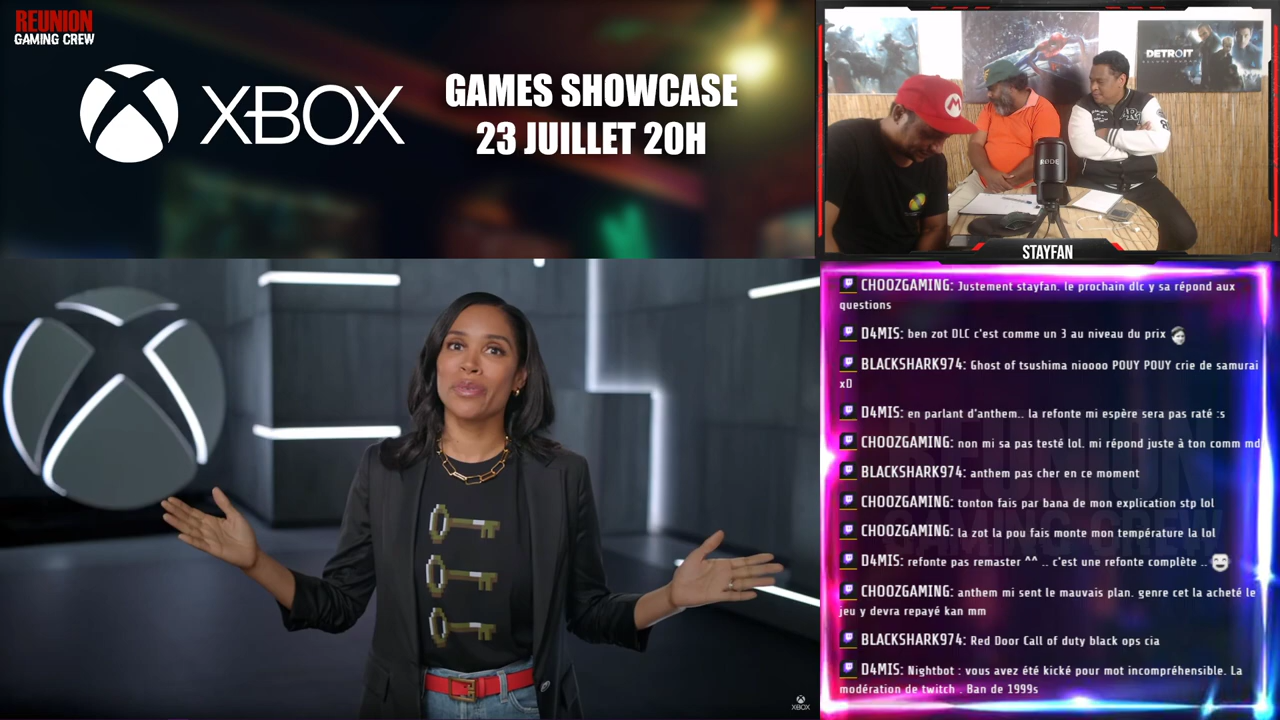 REUNION
GAMING CREW
XBOX
GAMES SHOWCASE
23 JUILLET 20H
DETROIT
RØDE
STAYFAN
CHOOZGAMING: Justement stayfan. le prochain dlc y sa répond aux
questions
D4MIS: ben zot DLC c'est comme un 3 au niveau du prix
BLACKSHARK974: Ghost of tsushima nioooo POUY POUY crie de samurai
xD
D4MIS: en parlant d'anthem.. la refonte mi espère sera pas raté :s
CHOOZGAMING: non mi sa pas testé lol. mi répond juste à ton comm md
BLACKSHARK974: anthem pas cher en ce moment
CHOOZGAMING: tonton fais par bana de mon explication stp lol
CHOOZGAMING: la zot la pou fais monte mon température la lol
D4MIS: refonte pas remaster ^^ .. c'est une refonte complète ..
CHOOZGAMING: anthem mi sent le mauvais plan. genre cet la acheté le
jeu y devra repayé kan mm
BLACKSHARK974: Red Door Call of duty black ops cia
D4MIS: Nightbot : vous avez été kické pour mot incompréhensible. La
modération de twitch . Ban de 1999s
XBOX